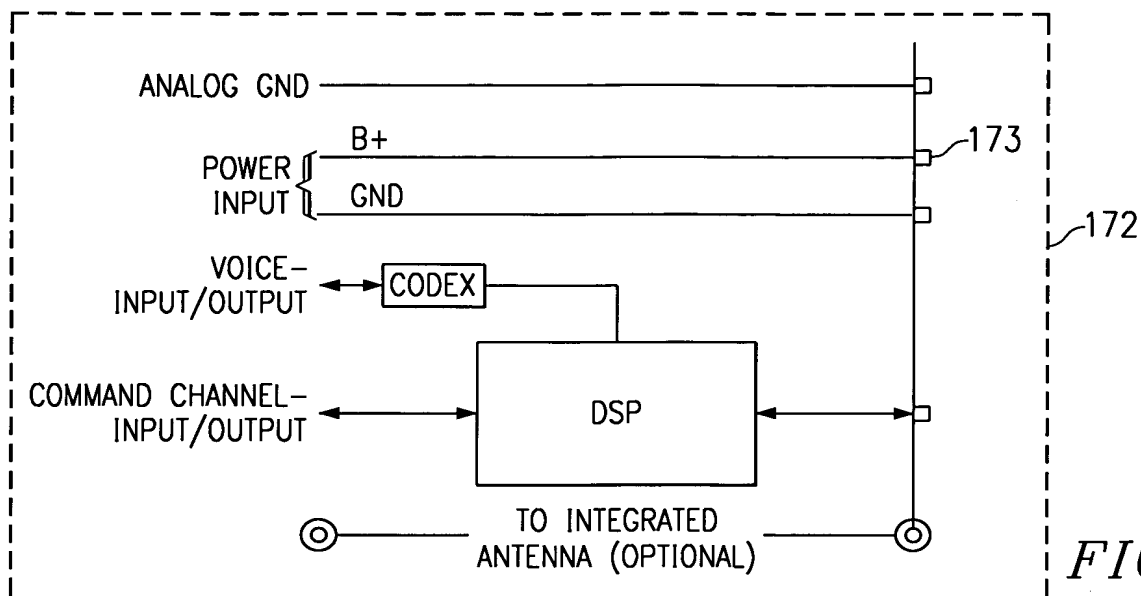 ANALOG GND
B+
173
POWER
INPUT
GND
172
VOICE-
INPUT/OUTPUT
CODEX
COMMAND CHANNEL-
INPUT/OUTPUT
DSP
TO INTEGRATED
ANTENNA (OPTIONAL)